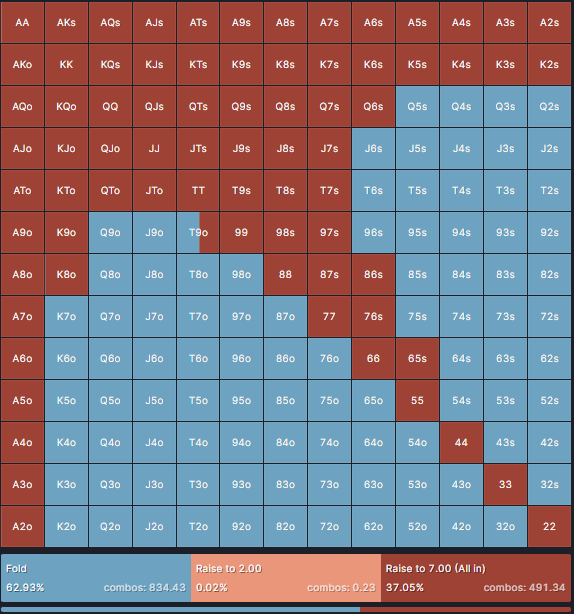 AA AKs AQs AJs ATs A9s A8s A7s A6s A5s A4s A3s A2s
AKo KK KQs KJs KTs K9s K8s K7s K6s K5s K4s K3s K2s
AQo KQo QQ QJs QTs Q9s Q8s Q7s Q6s Q5s Q4s Q3s Q2s
AJo KJo QJo JJ JTs J9s J8s J7s J6s J5s J4s J3s J2s
ATo KTo QTo JTo TT T9s T8s T7s T6s T5s T4s T3s T2s
A9o K9o Q9o J9o T9o 99 98s 97s 96s 95s 94s 93s 92s
A8o K8o Q8o J8o T8o 98o 88 87s 86s 85s 84s 83s 82s
A7o K7o Q7o J7o T7o 97o 87o 77 76s 75s 74s 73s 72s
A6o K6o Q6o J6o T6o 96o 86o 76o 66 65s 64s 63s 62s
A5o K5o Q5o J5o T5o 95o 85o 75o 65o 55 54s 53s 52s
A4o K4o Q4o J4o T4o 94o 84o 74o 64o 54o 44 43s 42s
A3o K3o Q3o J3o T3o 93o 83o 73o 63o 53o 43o 33 32s
A2o K2o Q2o J2o T2o 92o 82o 72o 62o 52o 42o 32o 22
Fold Raise to 2.00 Raise to 7.00 (All in)
62.93% combos: 834.43 0.02% combos: 0.23 37.05% combos: 491.34